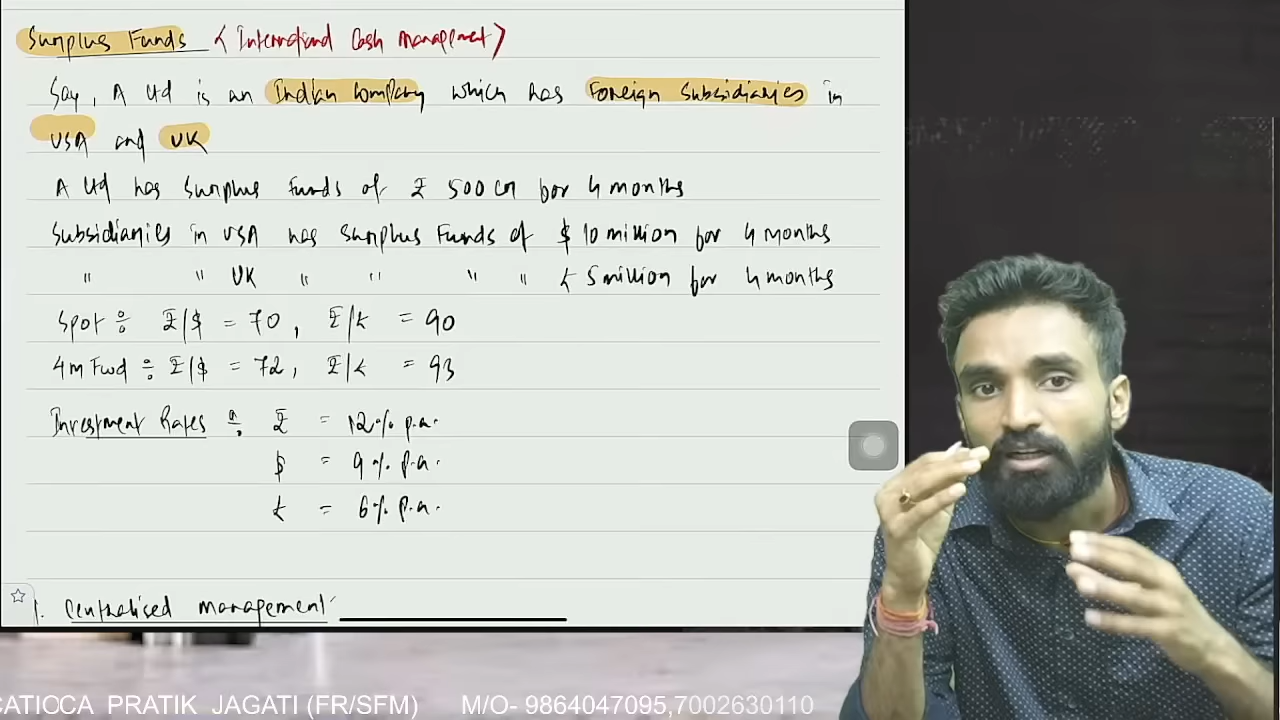 Surplus Funds (International Cash Management)
Say, A Ltd is an Indian Company which has Foreign Subsidiaries in
USA and UK
A Ltd has Surplus Funds of ₹ 500 Cr for 4 months
Subsidiaries in USA has Surplus Funds of $ 10 million for 4 months
" " UK " " " " £ 5 million for 4 months
Spot ÷ ₹/$ = 70, ₹/£ = 90
4m Fwd ÷ ₹/$ = 72, ₹/£ = 93
Investment Rates ÷ ₹ = 12% p.a.
$ = 9% p.a.
£ = 6% p.a.
1. Centralised management
CATIOCA PRATIK JAGATI (FR/SFM) M/O- 9864047095,7002630110